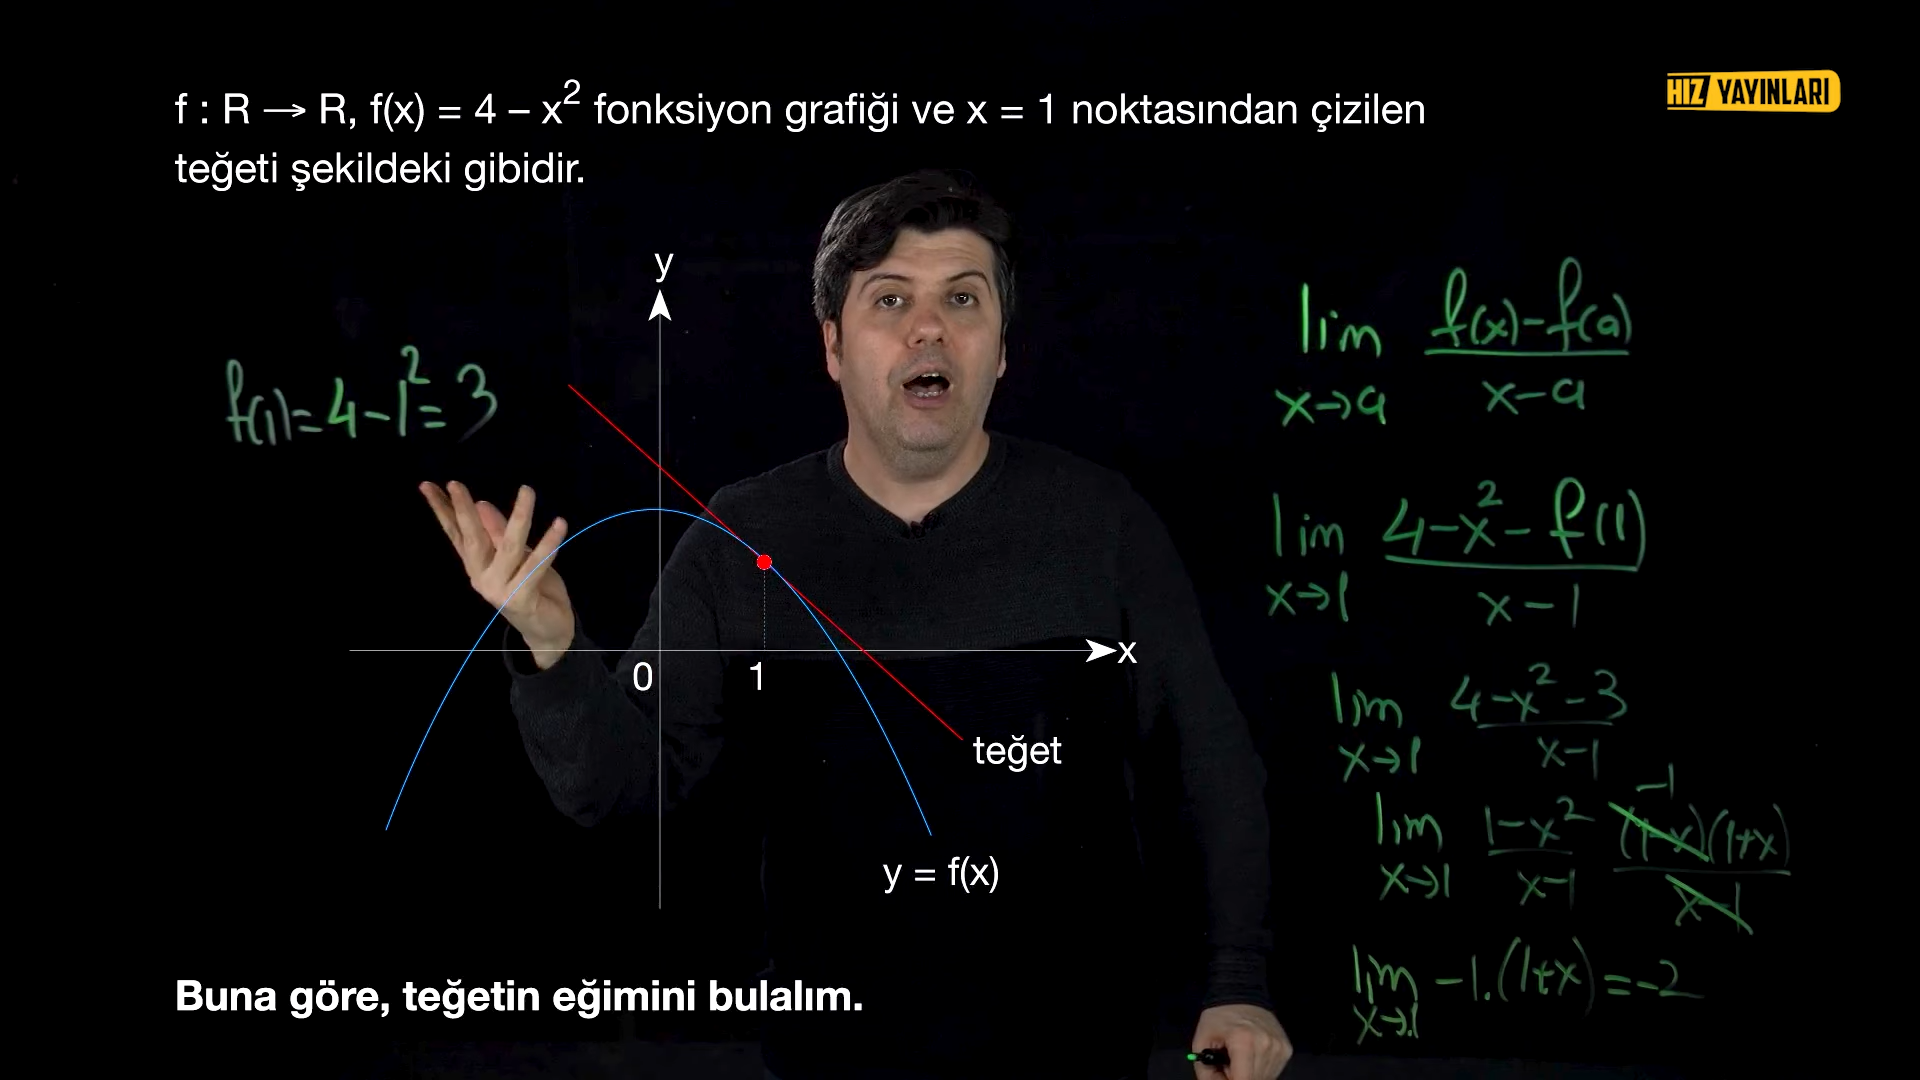 f : R → R, f(x) = 4 – x² fonksiyon grafiği ve x = 1 noktasından çizilen
teğeti şekildeki gibidir.
HIZ YAYINLARI
y
f(1) = 4 - 1² = 3
0
1
x
teğet
y = f(x)
lim x→a (f(x) - f(a)) / (x - a)
lim x→1 (4 - x² - f(1)) / (x - 1)
lim x→1 (4 - x² - 3) / (x - 1)
lim x→1 (1 - x²) / (x - 1) (1 - x)(1 + x) / (x - 1) -1
lim x→1 -1.(1 + x) = -2
Buna göre, teğetin eğimini bulalım.